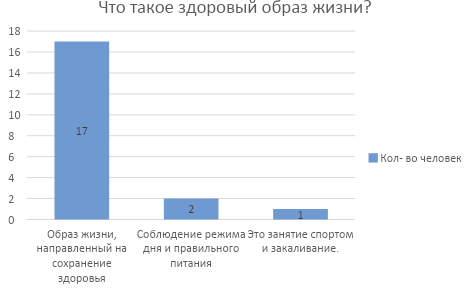 Что такое здоровый образ жизни?
18
16
14
12
10
8
6
4
2
0
17
2
1
Образ жизни,
направленный на
сохранение
здоровья
Соблюдение режима
дня и правильного
питания
Это занятие спортом
и закаливание.
Кол- во человек